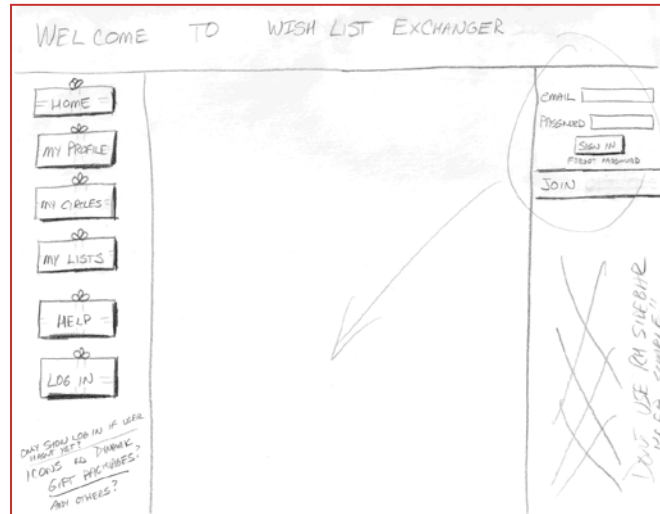 WELCOME TO WISH LIST EXCHANGER
HOME
MY PROFILE
MY CIRCLES
MY LISTS
HELP
LOG IN
ONLY SHOW LOG IN IF USER
HASN'T YET?
ICONS AS
GIFT PACKAGES,
ANY OTHERS?
EMAIL
PASSWORD
SIGN IN
FORGOT PASSWORD
JOIN
DON'T USE RH SIDEBAR